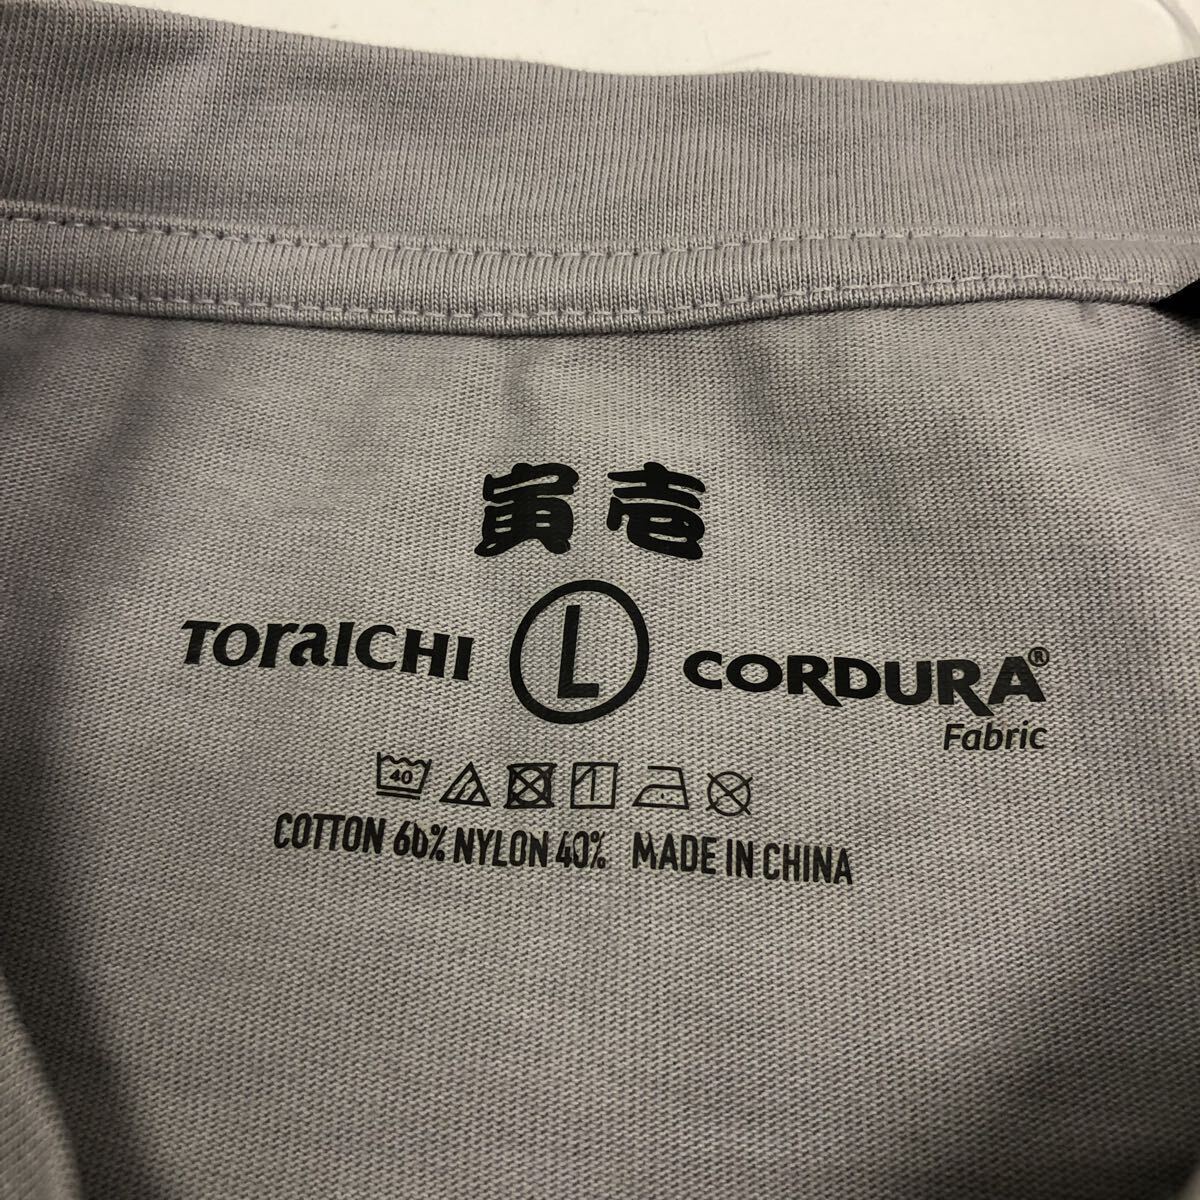 寅壱
TORAICHI L CORDURA®
Fabric
40
COTTON 60% NYLON 40% MADE IN CHINA